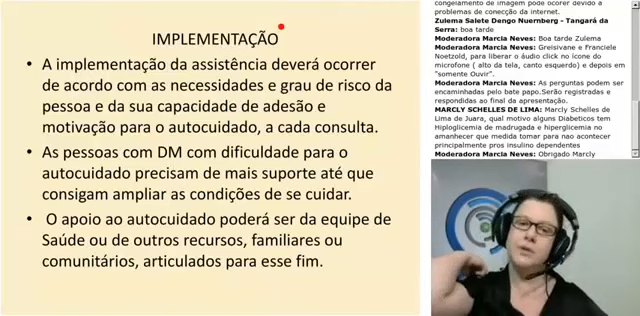 IMPLEMENTAÇÃO
• A implementação da assistência deverá ocorrer
de acordo com as necessidades e grau de risco da
pessoa e da sua capacidade de adesão e
motivação para o autocuidado, a cada consulta.
• As pessoas com DM com dificuldade para o
autocuidado precisam de mais suporte até que
consigam ampliar as condições de se cuidar.
• O apoio ao autocuidado poderá ser da equipe de
Saúde ou de outros recursos, familiares ou
comunitários, articulados para esse fim.
congelamento de imagem pode ocorer devido a
problemas de conecção da internet.
Zulema Salete Dengo Nuernberg - Tangará da
Serra: boa tarde
Moderadora Marcia Neves: Boa tarde Zulema
Moderadora Marcia Neves: Greisivane e Franciele
Noetzold, para liberar o áudio click no ícone do
microfone ( alto da tela, canto esquerdo) e depois em
"somente Ouvir".
Moderadora Marcia Neves: As perguntas podem ser
encaminhadas pelo bate papo.Serão registradas e
respondidas ao final da apresentação.
MARCLY SCHELLES DE LIMA: Marcly Schelles de
Lima de Juara, qual motivo alguns Diabeticos tem
Hiploglicemia de madrugada e hiperglicemia no
amanhecer que medida tomar para nao acontecer
principalmente pros insulino dependentes
Moderadora Marcia Neves: Obrigado Marcly